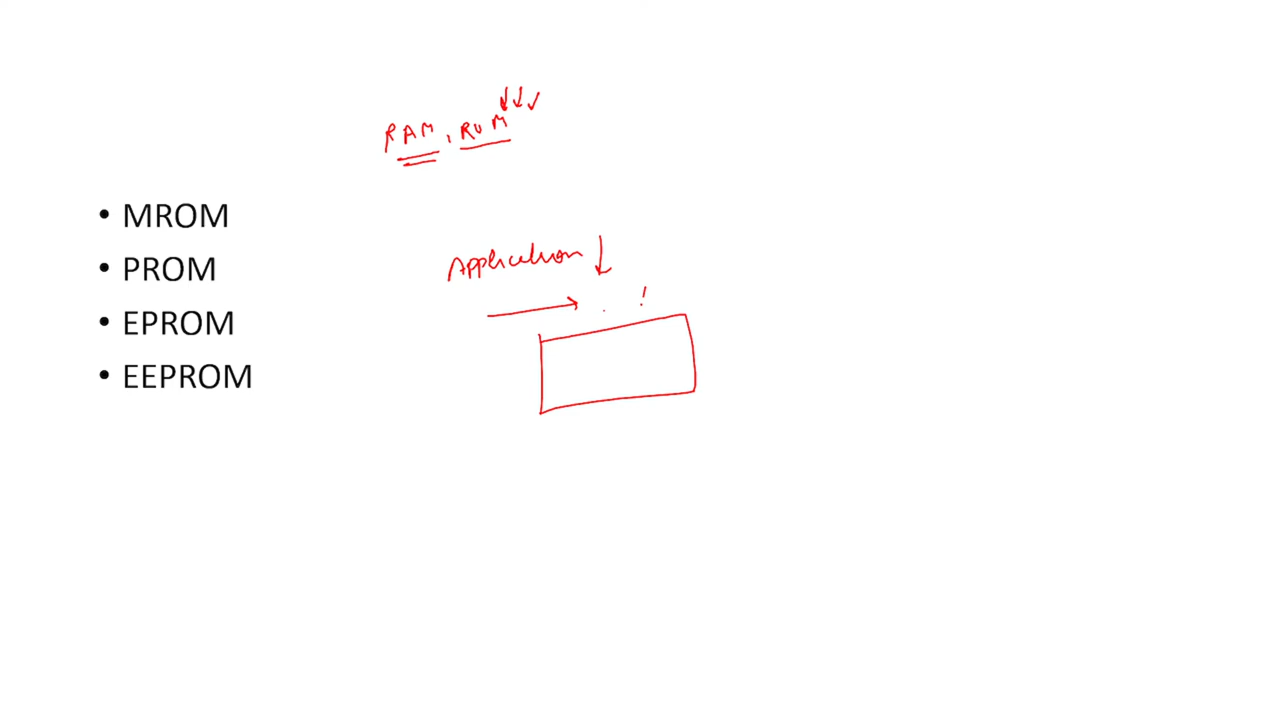 RAM, ROM
• MROM
Application
• PROM
• EPROM
• EEPROM